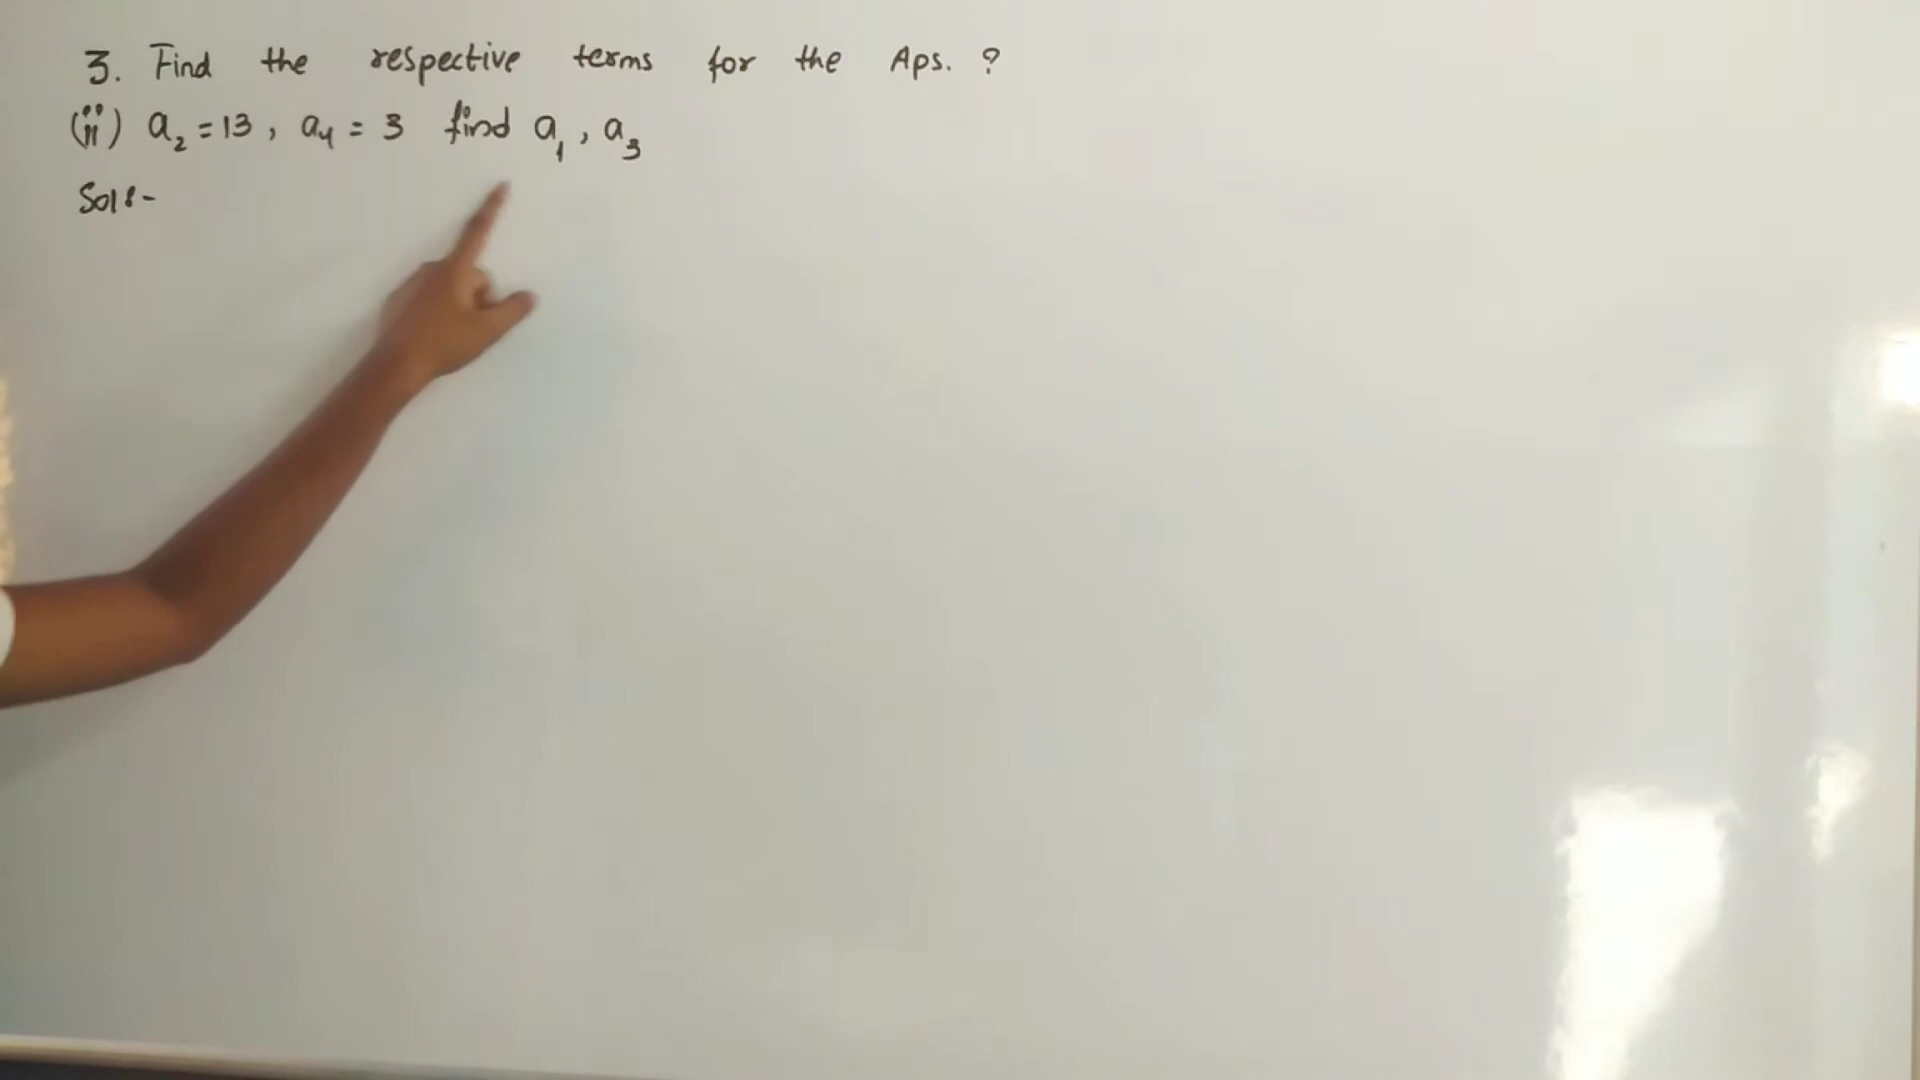 3. Find the respective terms for the Aps. ?
(ii) a₂ = 13, a₄ = 3 find a₁, a₃
Sol:-